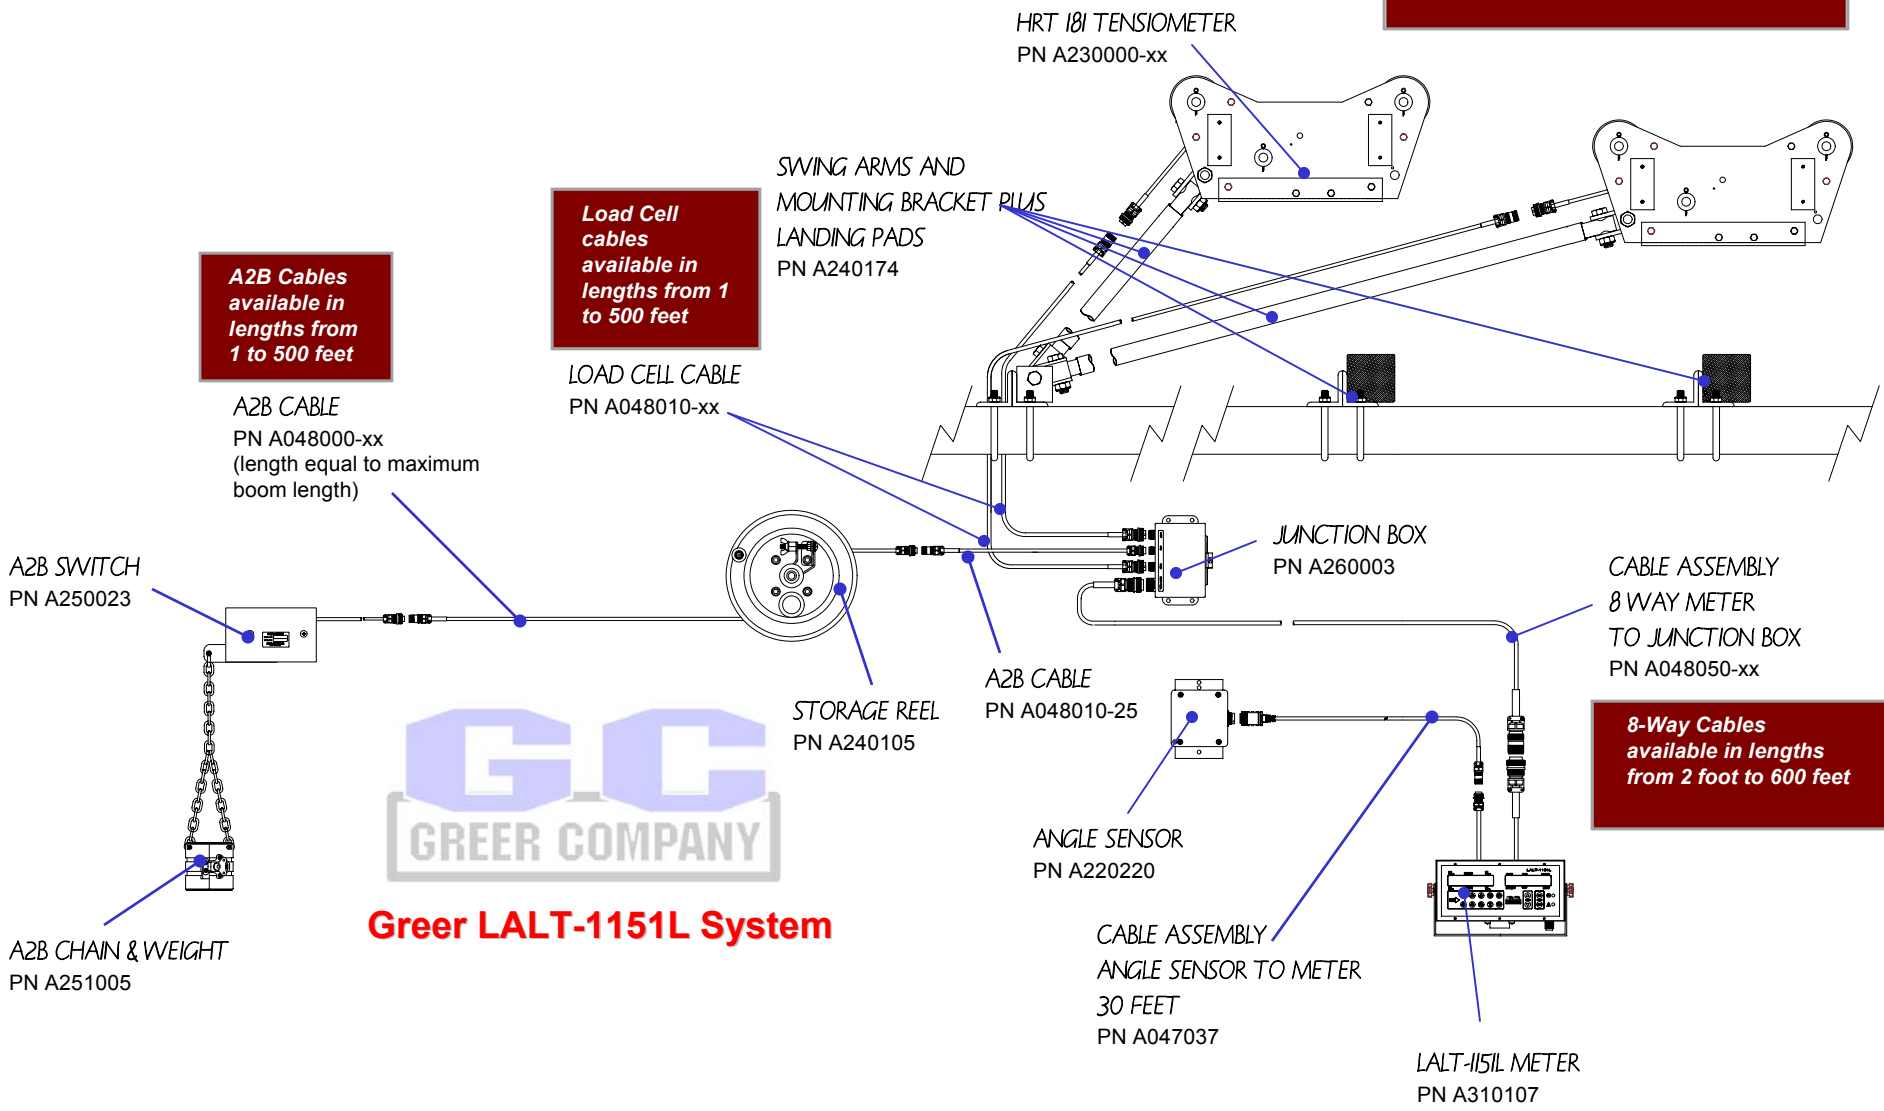 HRT 181 TENSIOMETER
PN A230000-xx
SWING ARMS AND
MOUNTING BRACKET PLUS
LANDING PADS
PN A240174
Load Cell
cables
available in
lengths from 1
to 500 feet
A2B Cables
available in
lengths from
1 to 500 feet
LOAD CELL CABLE
PN A048010-xx
A2B CABLE
PN A048000-xx
(length equal to maximum
boom length)
A2B SWITCH
PN A250023
JUNCTION BOX
PN A260003
CABLE ASSEMBLY
8 WAY METER
TO JUNCTION BOX
PN A048050-xx
A2B CABLE
PN A048010-25
STORAGE REEL
PN A240105
8-Way Cables
available in lengths
from 2 foot to 600 feet
GC
GREER COMPANY
ANGLE SENSOR
PN A220220
LALT-1151L
Greer LALT-1151L System
A2B CHAIN & WEIGHT
PN A251005
CABLE ASSEMBLY
ANGLE SENSOR TO METER
30 FEET
PN A047037
LALT-1151L METER
PN A310107